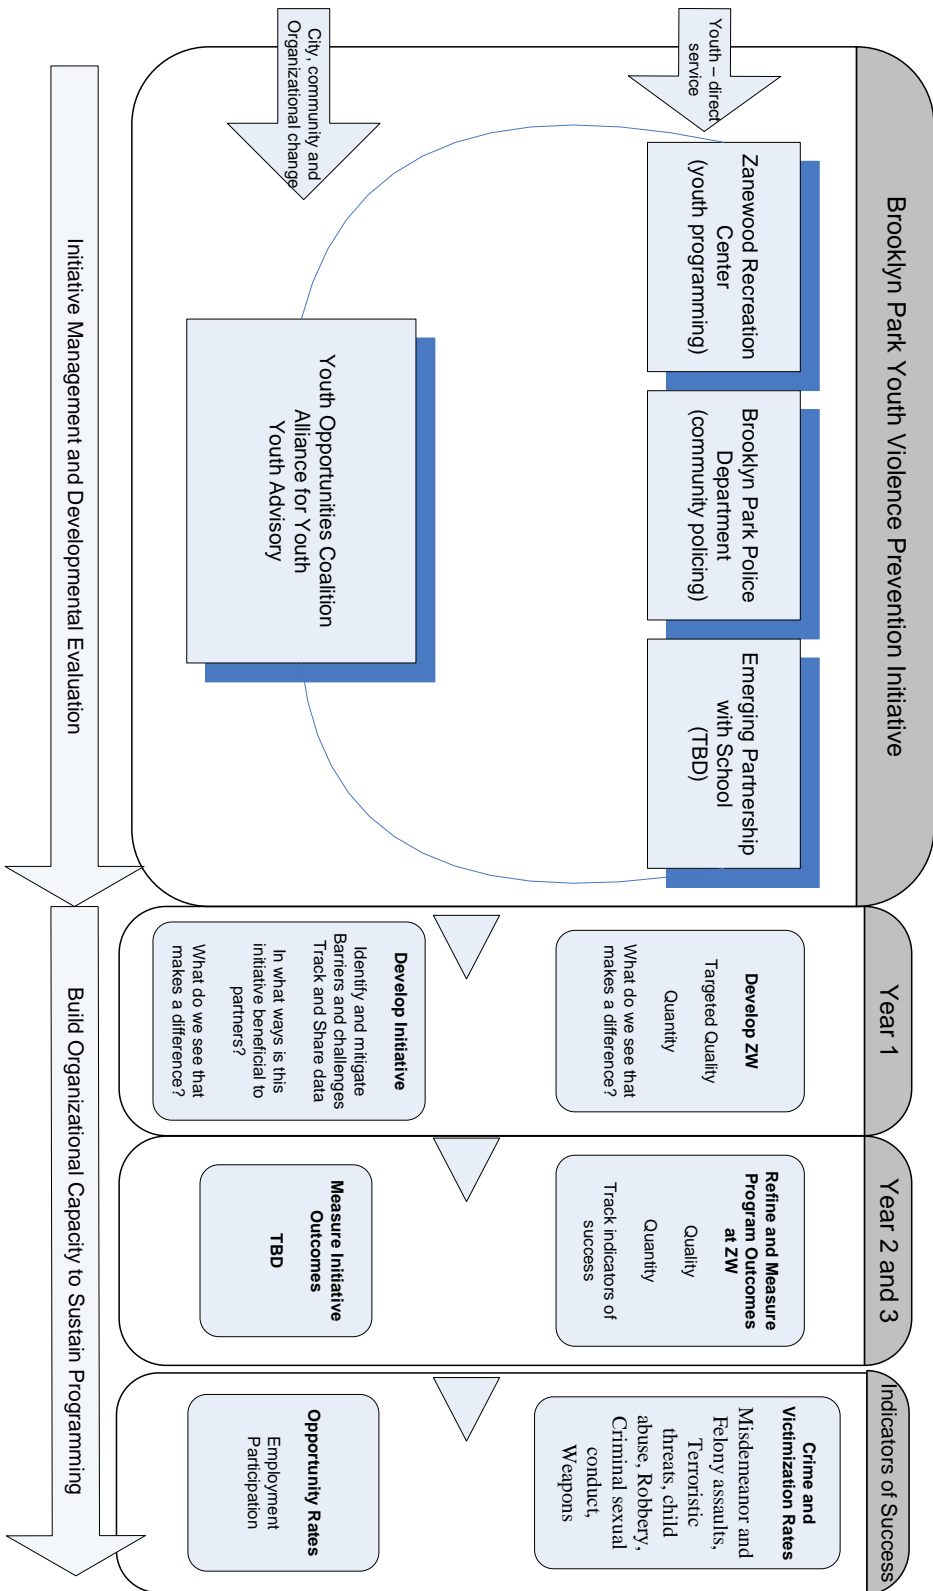 Brooklyn Park Youth Violence Prevention Initiative
Youth – direct
service
Zanewood Recreation
Center
(youth programming)
Brooklyn Park Police
Department
(community policing)
Emerging Partnership
with School
(TBD)
City, community and
Organizational change
Youth Opportunities Coalition
Alliance for Youth
Youth Advisory
Year 1
Develop ZW
Targeted Quality
Quantity
What do we see that
makes a difference?
Develop Initiative
Identify and mitigate
Barriers and challenges
Track and Share data
In what ways is this
initiative beneficial to
partners?
What do we see that
makes a difference?
Year 2 and 3
Refine and Measure
Program Outcomes
at ZW
Quality
Quantity
Track indicators of
success
Measure Initiative
Outcomes
TBD
Indicators of Success
Crime and
Victimization Rates
Misdemeanor and
Felony assaults,
Terroristic
threats, child
abuse, Robbery,
Criminal sexual
conduct,
Weapons
Opportunity Rates
Employment
Participation
Initiative Management and Developmental Evaluation
Build Organizational Capacity to Sustain Programming